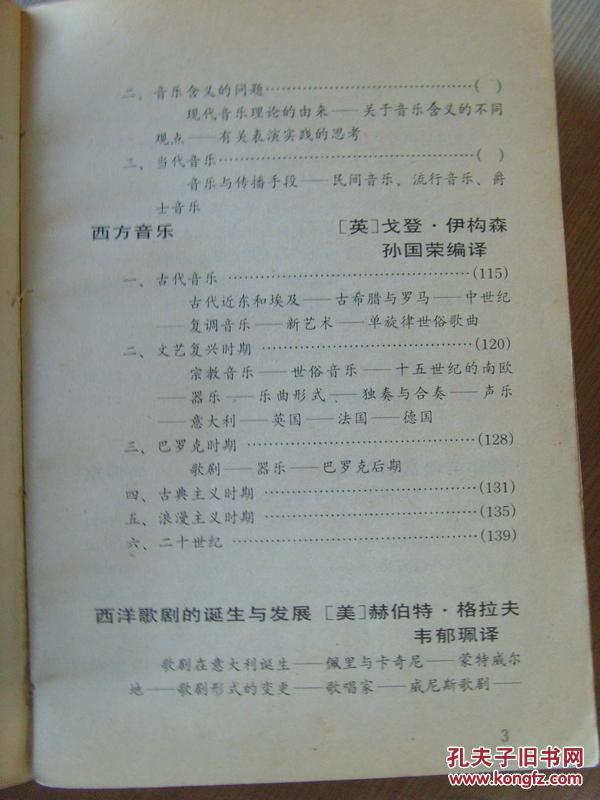 二、音乐含义的问题……………………………………( )
现代音乐理论的由来——关于音乐含义的不同
观点——有关表演实践的思考
三、当代音乐……………………………………………( )
音乐与传播手段——民间音乐、流行音乐、爵
士音乐
西方音乐 [英]戈登·伊构森
孙国荣编译
一、古代音乐……………………………………………(115)
古代近东和埃及——古希腊与罗马——中世纪
——复调音乐——新艺术——单旋律世俗歌曲
二、文艺复兴时期………………………………………(120)
宗教音乐——世俗音乐——十五世纪的南欧
——器乐——乐曲形式——独奏与合奏——声乐
——意大利——英国——法国——德国
三、巴罗克时期…………………………………………(128)
歌剧——器乐——巴罗克后期
四、古典主义时期………………………………………(131)
五、浪漫主义时期………………………………………(135)
六、二十世纪……………………………………………(139)
西洋歌剧的诞生与发展 [美]赫伯特·格拉夫
韦郁珮译
歌剧在意大利诞生——佩里与卡奇尼——蒙特威尔
地——歌剧形式的变更——歌唱家——威尼斯歌剧——
3
孔夫子旧书网
www.kongfz.com